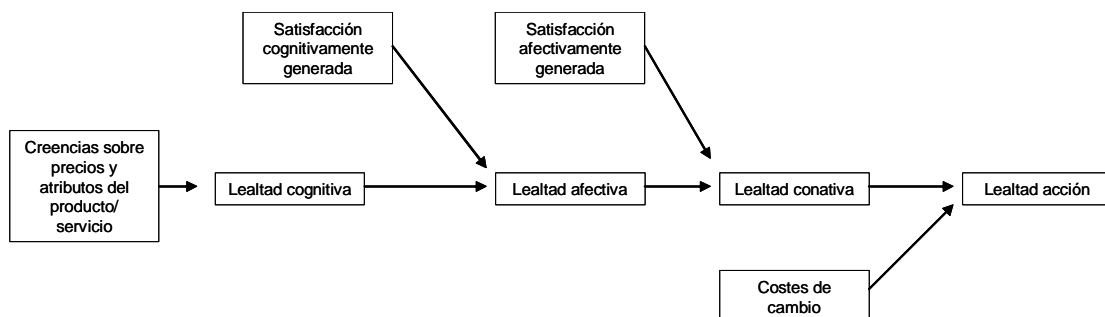 Satisfacción
cognitivamente
generada
Satisfacción
afectivamente
generada
Creencias sobre
precios y
atributos del
producto/
servicio
Lealtad cognitiva
Lealtad afectiva
Lealtad conativa
Lealtad acción
Costes de
cambio